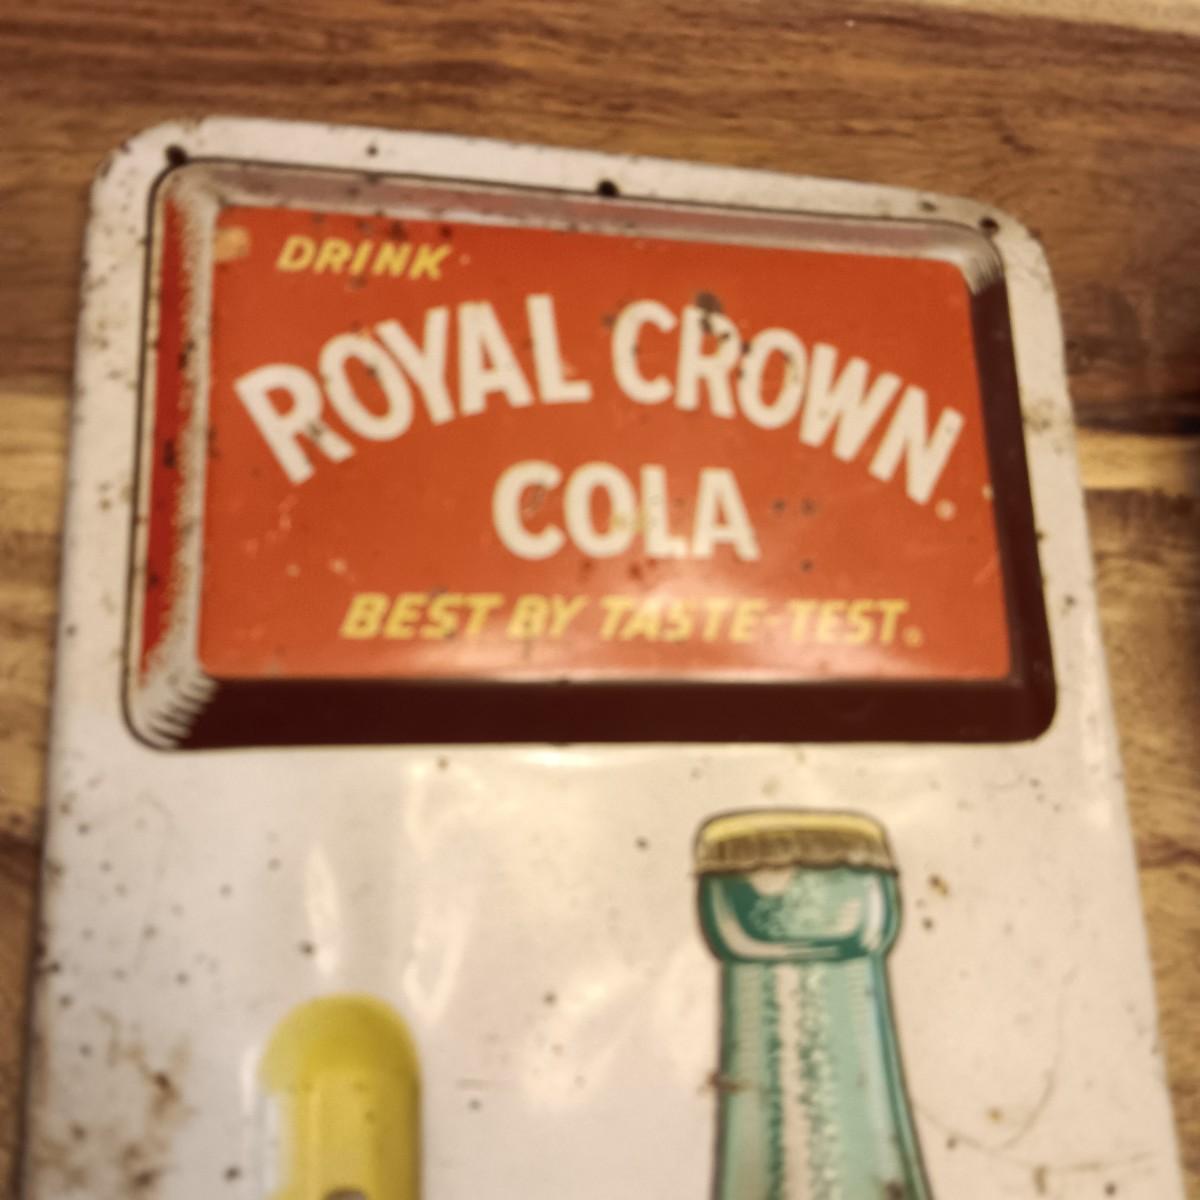 DRINK
ROYAL CROWN
COLA
BEST BY TASTE-TEST.